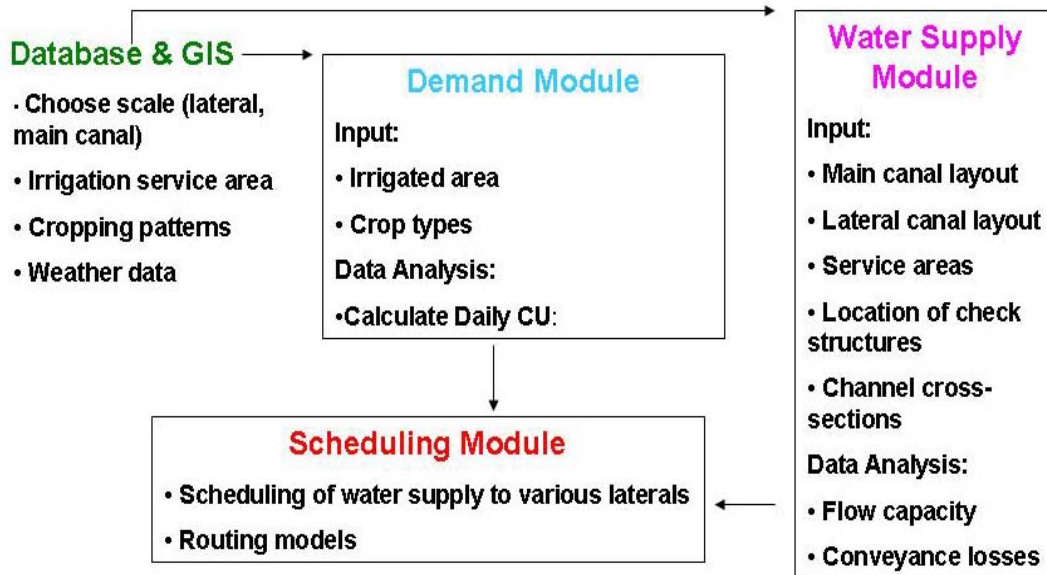 Database & GIS
· Choose scale (lateral,
main canal)
• Irrigation service area
• Cropping patterns
• Weather data
Demand Module
Input:
• Irrigated area
• Crop types
Data Analysis:
•Calculate Daily CU:
Water Supply
Module
Input:
• Main canal layout
• Lateral canal layout
• Service areas
• Location of check
structures
• Channel cross-
sections
Data Analysis:
• Flow capacity
• Conveyance losses
Scheduling Module
• Scheduling of water supply to various laterals
• Routing models